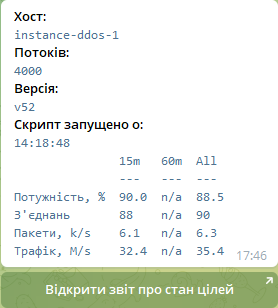 Хост:
instance-ddos-1
Потоків:
4000
Версія:
v52
Скрипт запущено о:
14:18:48
15m 60m All
--- --- ---
Потужність, % 90.0 n/a 88.5
З'єднань 88 n/a 90
Пакети, k/s 6.1 n/a 6.3
Трафік, M/s 32.4 n/a 35.4
17:46
Відкрити звіт про стан цілей